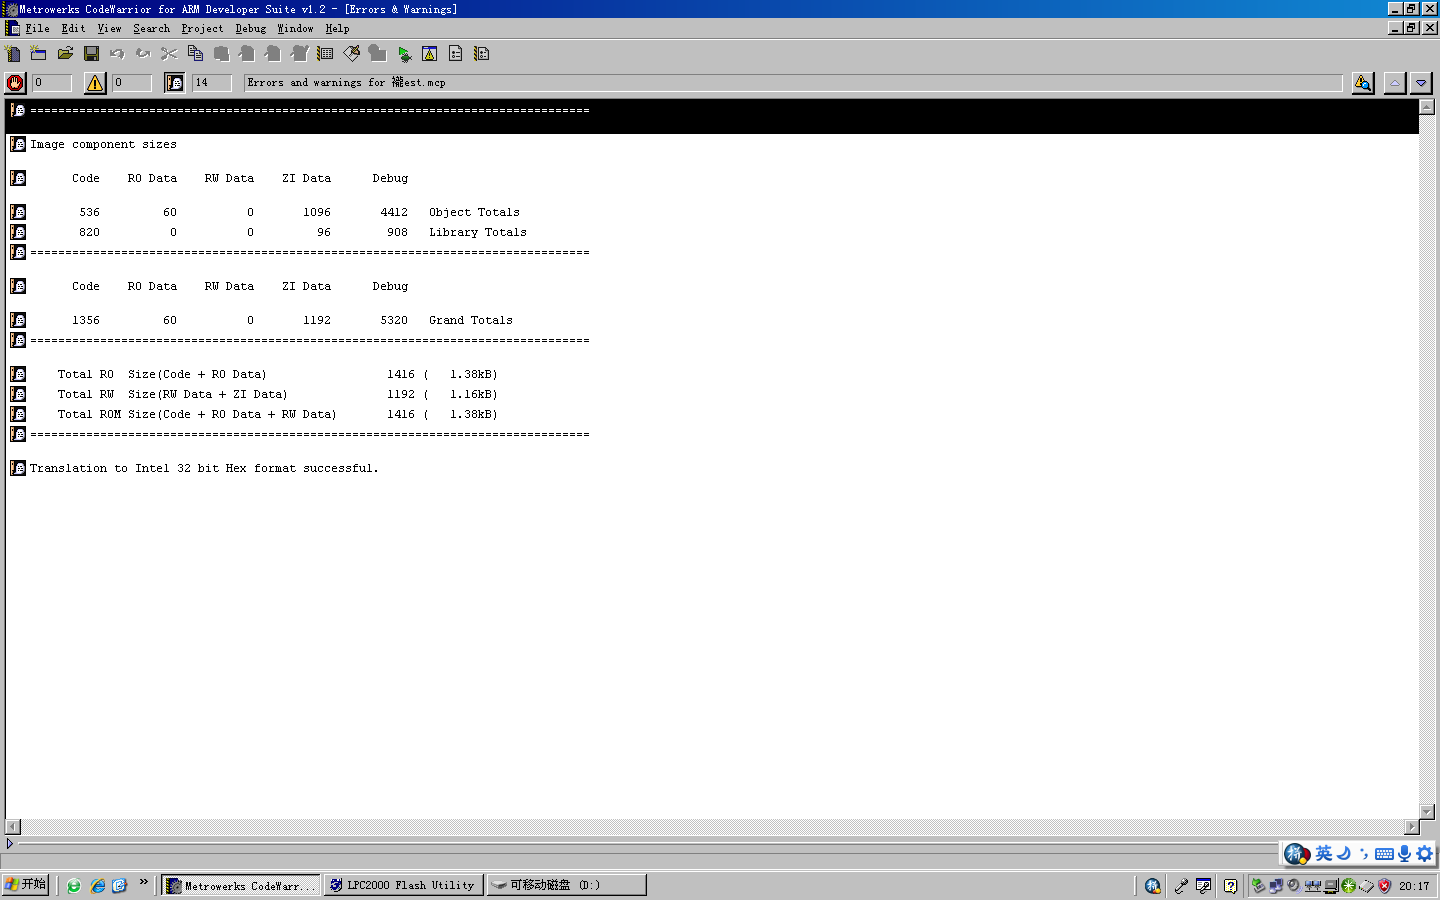 Metrowerks CodeWarrior for ARM Developer Suite v1.2 - [Errors & Warnings]
File Edit View Search Project Debug Window Help
0 0 14 Errors and warnings for 襱est.mcp
================================================================================
Image component sizes
Code RO Data RW Data ZI Data Debug
536 60 0 1096 4412 Object Totals
820 0 0 96 908 Library Totals
================================================================================
Code RO Data RW Data ZI Data Debug
1356 60 0 1192 5320 Grand Totals
================================================================================
Total RO Size(Code + RO Data) 1416 ( 1.38kB)
Total RW Size(RW Data + ZI Data) 1192 ( 1.16kB)
Total ROM Size(Code + RO Data + RW Data) 1416 ( 1.38kB)
================================================================================
Translation to Intel 32 bit Hex format successful.
英
开始 Metrowerks CodeWarr... LPC2000 Flash Utility 可移动磁盘 (D:) 20:17